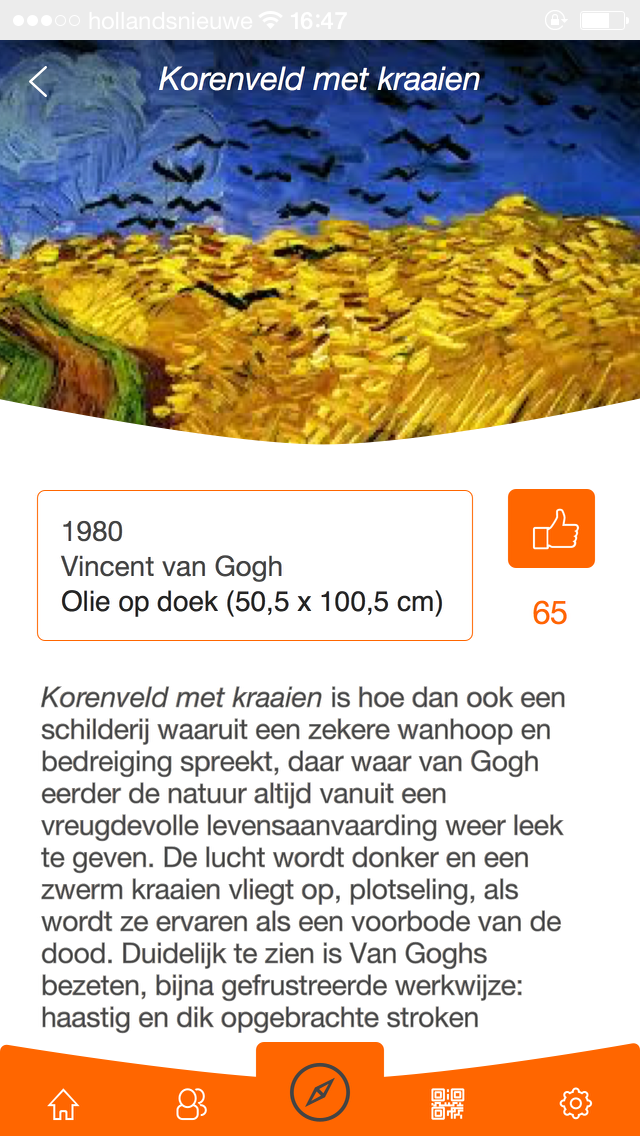 hollandsnieuwe 16:47
Korenveld met kraaien
1980
Vincent van Gogh
Olie op doek (50,5 x 100,5 cm)
65
Korenveld met kraaien is hoe dan ook een
schilderij waaruit een zekere wanhoop en
bedreiging spreekt, daar waar van Gogh
eerder de natuur altijd vanuit een
vreugdevolle levensaanvaarding weer leek
te geven. De lucht wordt donker en een
zwerm kraaien vliegt op, plotseling, als
wordt ze ervaren als een voorbode van de
dood. Duidelijk te zien is Van Goghs
bezeten, bijna gefrustreerde werkwijze:
haastig en dik opgebrachte stroken